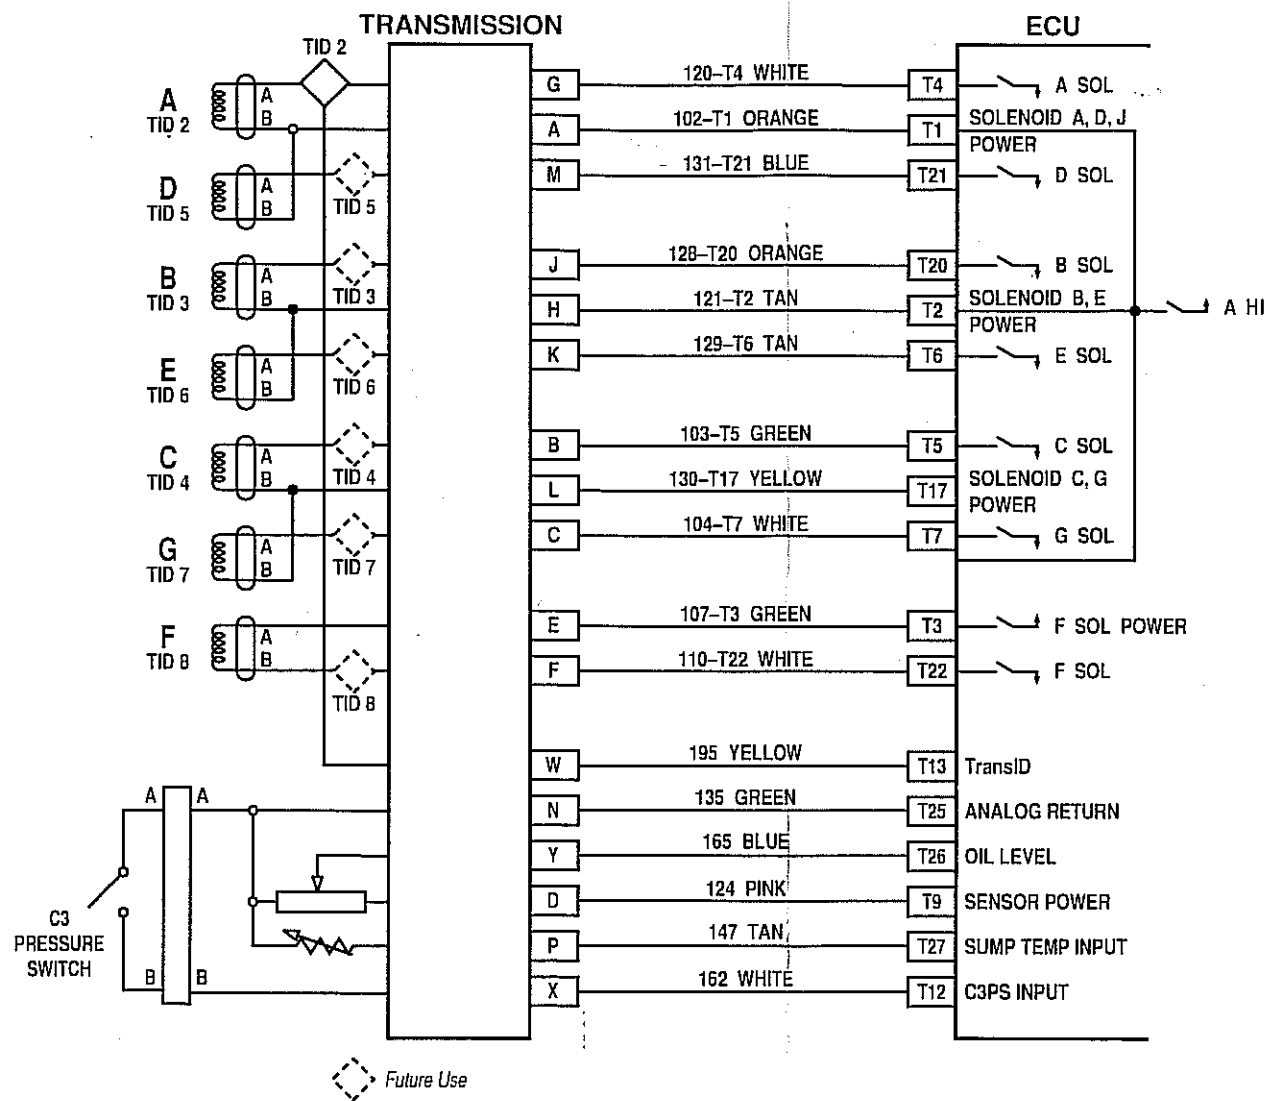 TRANSMISSION
ECU
TID 2
A
TID 2
A
B
G
120–T4 WHITE
T4
A SOL
A
102–T1 ORANGE
T1
SOLENOID A, D, J
POWER
D
TID 5
A
B
TID 5
M
131–T21 BLUE
T21
D SOL
B
TID 3
A
B
TID 3
J
128–T20 ORANGE
T20
B SOL
H
121–T2 TAN
T2
SOLENOID B, E
POWER
A HI
E
TID 6
A
B
TID 6
K
129–T6 TAN
T6
E SOL
C
TID 4
A
B
TID 4
B
103–T5 GREEN
T5
C SOL
L
130–T17 YELLOW
T17
SOLENOID C, G
POWER
G
TID 7
A
B
TID 7
C
104–T7 WHITE
T7
G SOL
F
TID 8
A
B
TID 8
E
107–T3 GREEN
T3
F SOL POWER
F
110–T22 WHITE
T22
F SOL
W
195 YELLOW
T13
TransID
A
A
N
135 GREEN
T25
ANALOG RETURN
Y
165 BLUE
T26
OIL LEVEL
D
124 PINK
T9
SENSOR POWER
C3
PRESSURE
SWITCH
P
147 TAN
T27
SUMP TEMP INPUT
B
B
X
162 WHITE
T12
C3PS INPUT
Future Use